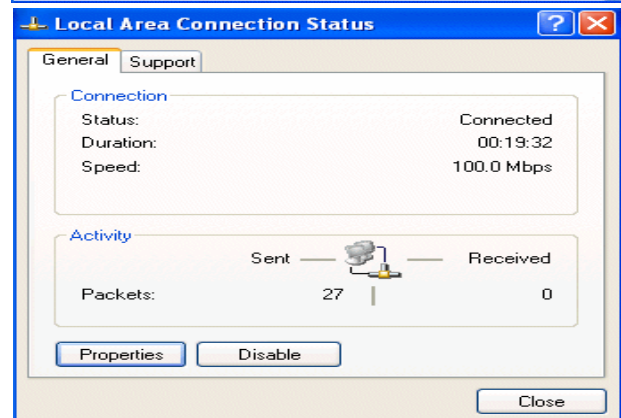 Local Area Connection Status
General Support
Connection
Status: Connected
Duration: 00:19:32
Speed: 100.0 Mbps
Activity
Sent Received
Packets: 27 0
Properties Disable
Close